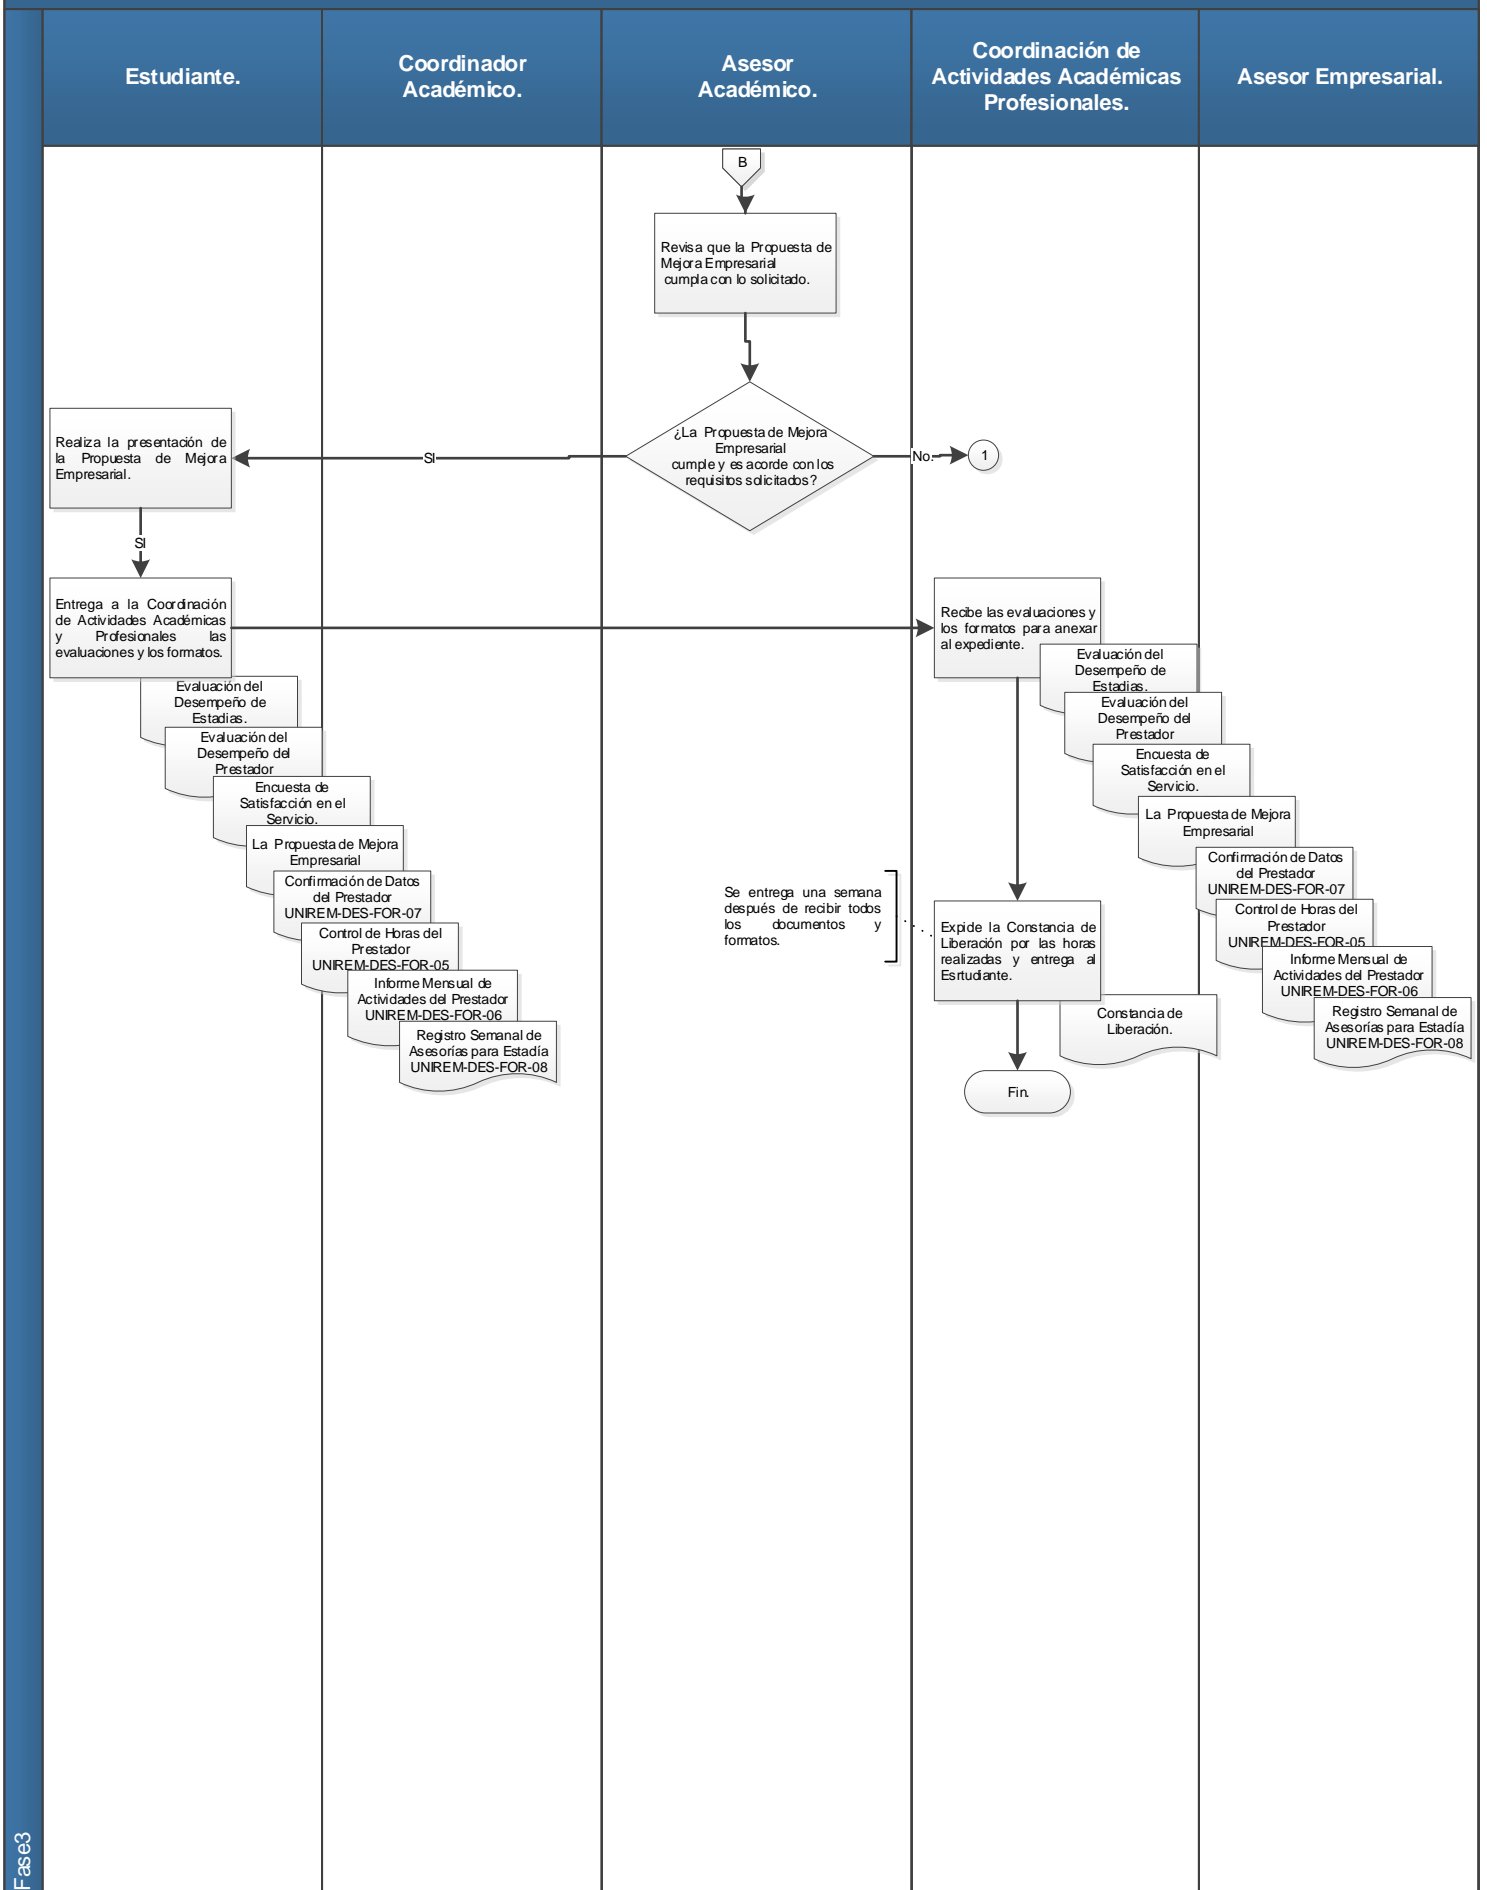 Estudiante.
Coordinador
Académico.
Asesor
Académico.
Coordinación de
Actividades Académicas
Profesionales.
Asesor Empresarial.
B
Revisa que la Propuesta de
Mejora Empresarial
cumpla con lo solicitado.
¿La Propuesta de Mejora
Empresarial
cumple y es acorde con los
requisitos solicitados?
SI
No.
1
Realiza la presentación de
la Propuesta de Mejora
Empresarial.
SI
Entrega a la Coordinación
de Actividades Académicas
y Profesionales las
evaluaciones y los formatos.
Evaluación del
Desempeño de
Estadias.
Evaluación del
Desempeño del
Prestador
Encuesta de
Satisfacción en el
Servicio.
La Propuesta de Mejora
Empresarial
Confirmación de Datos
del Prestador
UNIREM-DES-FOR-07
Control de Horas del
Prestador
UNIREM-DES-FOR-05
Informe Mensual de
Actividades del Prestador
UNIREM-DES-FOR-06
Registro Semanal de
Asesorías para Estadía
UNIREM-DES-FOR-08
Recibe las evaluaciones y
los formatos para anexar
al expediente.
Evaluación del
Desempeño de
Estadias.
Evaluación del
Desempeño del
Prestador
Encuesta de
Satisfacción en el
Servicio.
La Propuesta de Mejora
Empresarial
Confirmación de Datos
del Prestador
UNIREM-DES-FOR-07
Control de Horas del
Prestador
UNIREM-DES-FOR-05
Informe Mensual de
Actividades del Prestador
UNIREM-DES-FOR-06
Registro Semanal de
Asesorías para Estadía
UNIREM-DES-FOR-08
Se entrega una semana
después de recibir todos
los documentos y
formatos.
Expide la Constancia de
Liberación por las horas
realizadas y entrega al
Esrtudiante.
Constancia de
Liberación.
Fin.
Fase3